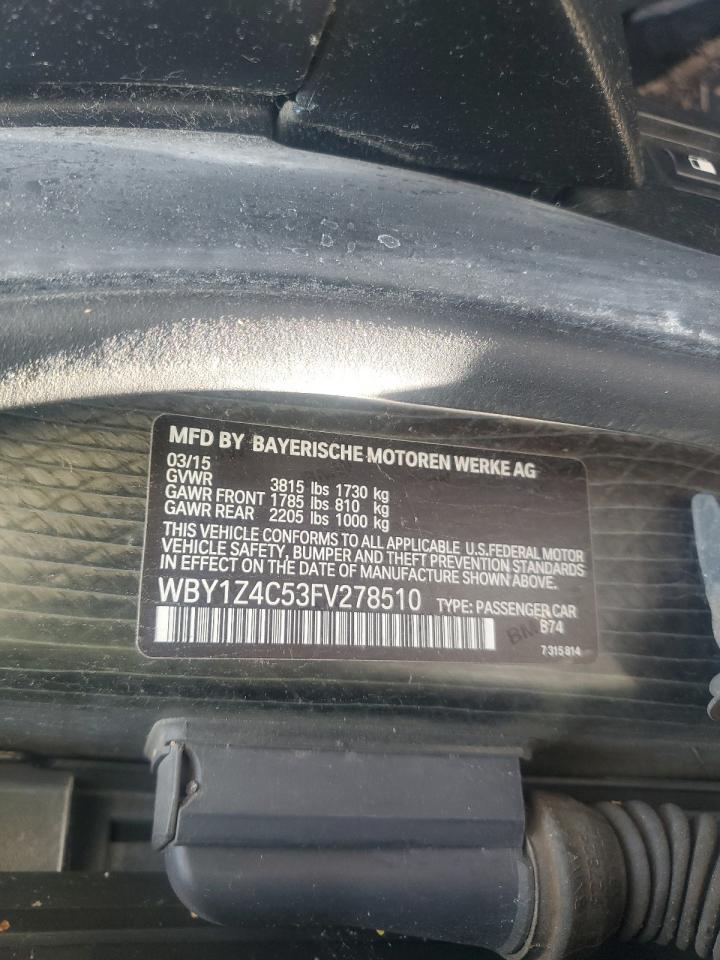 MFD BY BAYERISCHE MOTOREN WERKE AG
03/15
GVWR 3815 lbs 1730 kg
GAWR FRONT 1785 lbs 810 kg
GAWR REAR 2205 lbs 1000 kg
THIS VEHICLE CONFORMS TO ALL APPLICABLE U.S.FEDERAL MOTOR
VEHICLE SAFETY, BUMPER AND THEFT PREVENTION STANDARDS
IN EFFECT ON THE DATE OF MANUFACTURE SHOWN ABOVE.
WBY1Z4C53FV278510 TYPE: PASSENGER CAR
B74
7315814